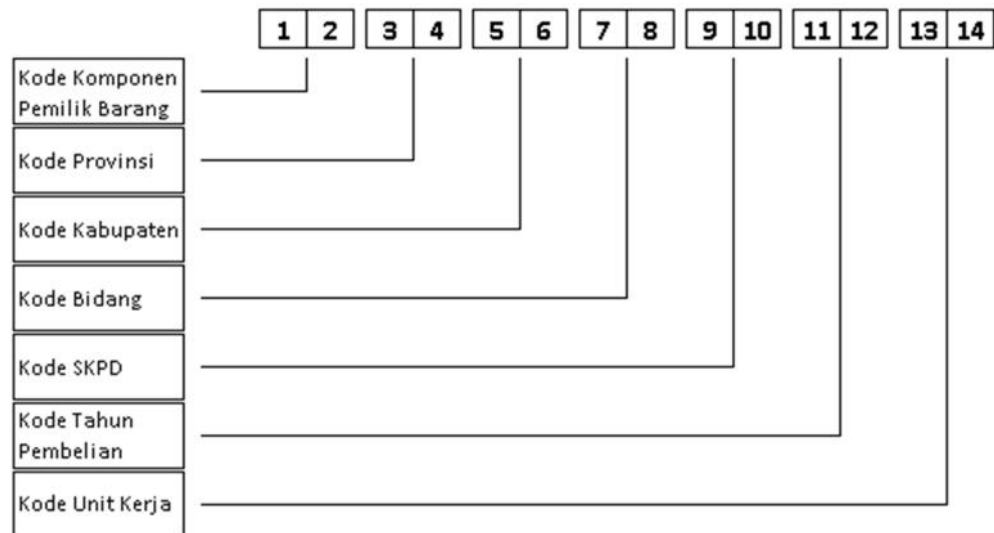 1 2 3 4 5 6 7 8 9 10 11 12 13 14
Kode Komponen
Pemilik Barang
Kode Provinsi
Kode Kabupaten
Kode Bidang
Kode SKPD
Kode Tahun
Pembelian
Kode Unit Kerja